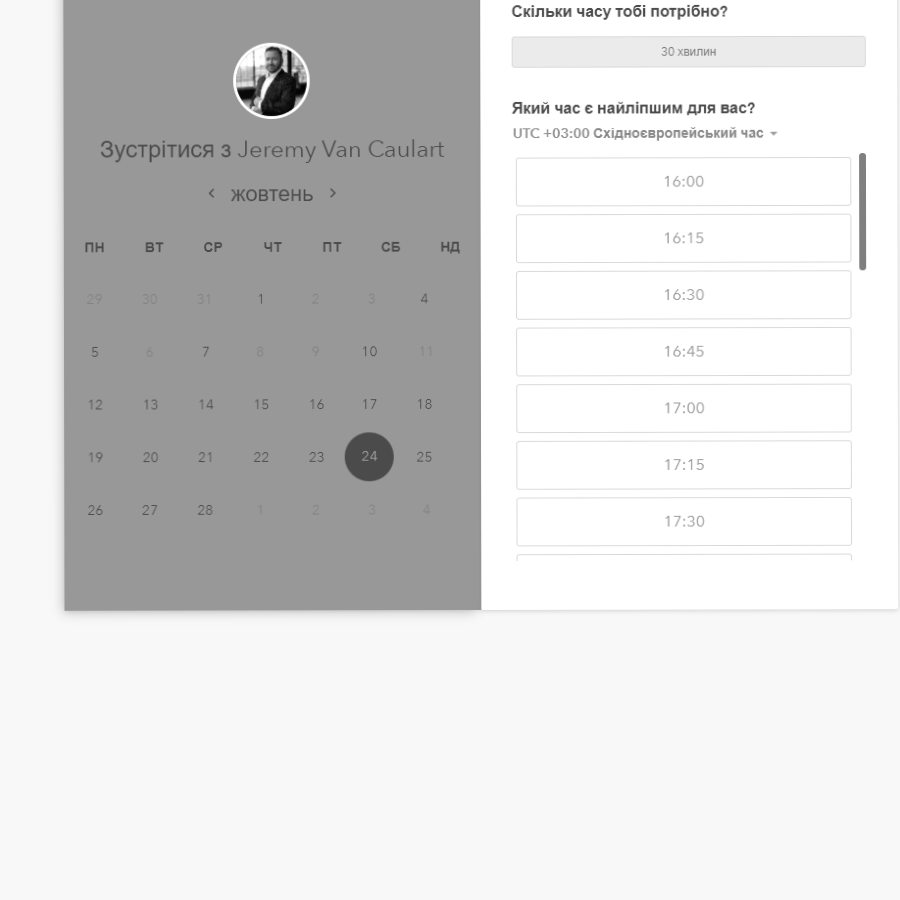 Зустрітися з Jeremy Van Caulart
жовтень
ПН ВТ СР ЧТ ПТ СБ НД
29 30 31 1 2 3 4
5 6 7 8 9 10 11
12 13 14 15 16 17 18
19 20 21 22 23 24 25
26 27 28 1 2 3 4
Скільки часу тобі потрібно?
30 хвилин
Який час є найліпшим для вас?
UTC +03:00 Східноєвропейський час
16:00
16:15
16:30
16:45
17:00
17:15
17:30